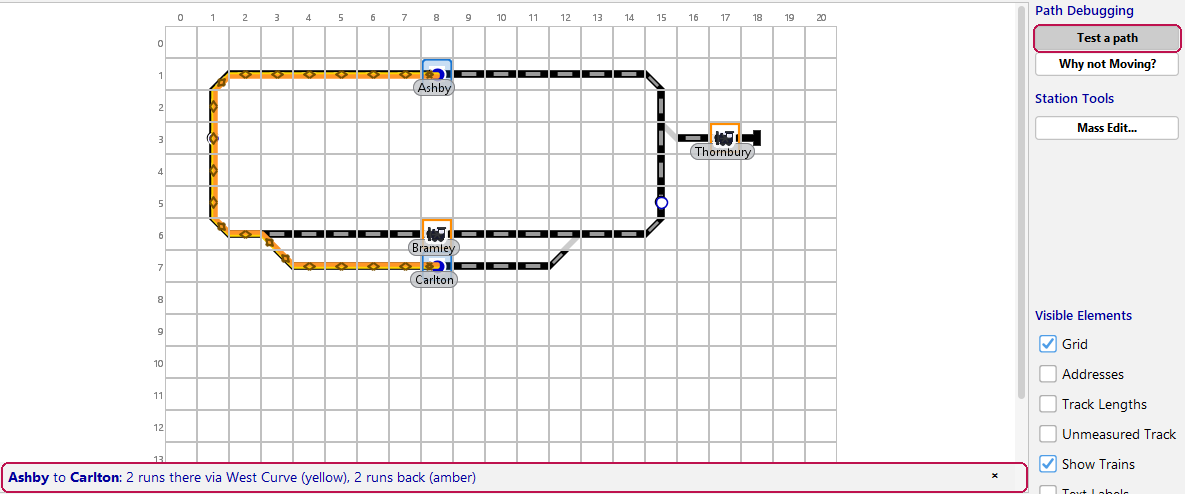 Path Debugging
0 1 2 3 4 5 6 7 8 9 10 11 12 13 14 15 16 17 18 19 20
Test a path
0
Why not Moving?
1
Ashby
Station Tools
2
Mass Edit...
3
Thornbury
4
5
6
Bramley
7
Carlton
8
9
Visible Elements
10
Grid
Addresses
11
Track Lengths
12
Unmeasured Track
13
Show Trains
Ashby to Carlton: 2 runs there via West Curve (yellow), 2 runs back (amber) ×
Text Labels